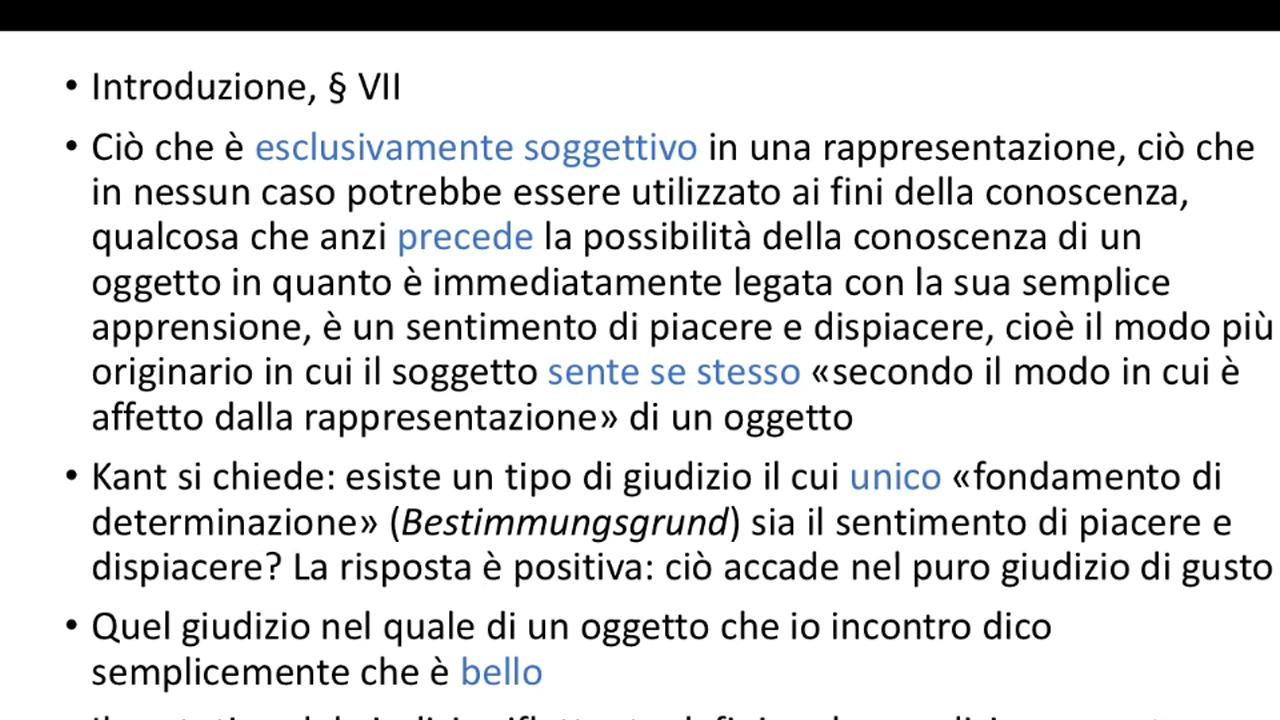 • Introduzione, § VII
• Ciò che è esclusivamente soggettivo in una rappresentazione, ciò che
in nessun caso potrebbe essere utilizzato ai fini della conoscenza,
qualcosa che anzi precede la possibilità della conoscenza di un
oggetto in quanto è immediatamente legata con la sua semplice
apprensione, è un sentimento di piacere e dispiacere, cioè il modo più
originario in cui il soggetto sente se stesso «secondo il modo in cui è
affetto dalla rappresentazione» di un oggetto
• Kant si chiede: esiste un tipo di giudizio il cui unico «fondamento di
determinazione» (Bestimmungsgrund) sia il sentimento di piacere e
dispiacere? La risposta è positiva: ciò accade nel puro giudizio di gusto
• Quel giudizio nel quale di un oggetto che io incontro dico
semplicemente che è bello